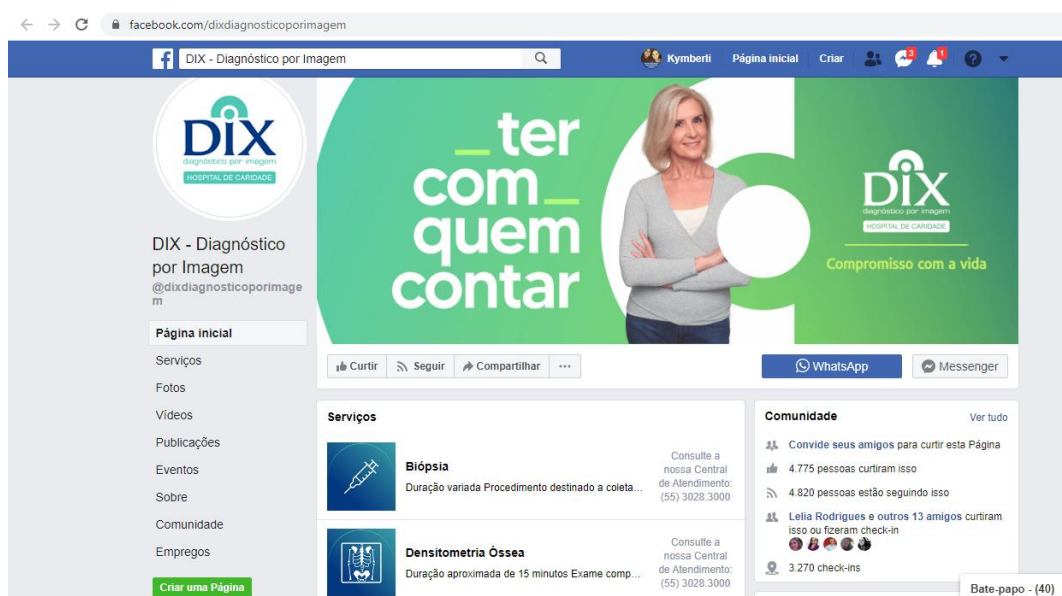 facebook.com/dixdiagnosticoporimagem
DIX - Diagnóstico por Imagem
Kymberli
Página inicial
Criar
3
1
DIX
diagnóstico por imagem
HOSPITAL DE CARIDADE
_ter
com_
quem
contar
DIX
diagnóstico por imagem
HOSPITAL DE CARIDADE
Compromisso com a vida
DIX - Diagnóstico
por Imagem
@dixdiagnosticoporimage
m
Página inicial
Serviços
Fotos
Vídeos
Publicações
Eventos
Sobre
Comunidade
Empregos
Criar uma Página
Curtir
Seguir
Compartilhar
...
WhatsApp
Messenger
Serviços
Biópsia
Duração variada Procedimento destinado a coleta...
Consulte a
nossa Central
de Atendimento:
(55) 3028.3000
Densitometria Óssea
Duração aproximada de 15 minutos Exame comp...
Consulte a
nossa Central
de Atendimento:
(55) 3028.3000
Comunidade
Ver tudo
Convide seus amigos para curtir esta Página
4.775 pessoas curtiram isso
4.820 pessoas estão seguindo isso
Lelia Rodrigues e outros 13 amigos curtiram
isso ou fizeram check-in
3.270 check-ins
Bate-papo - (40)